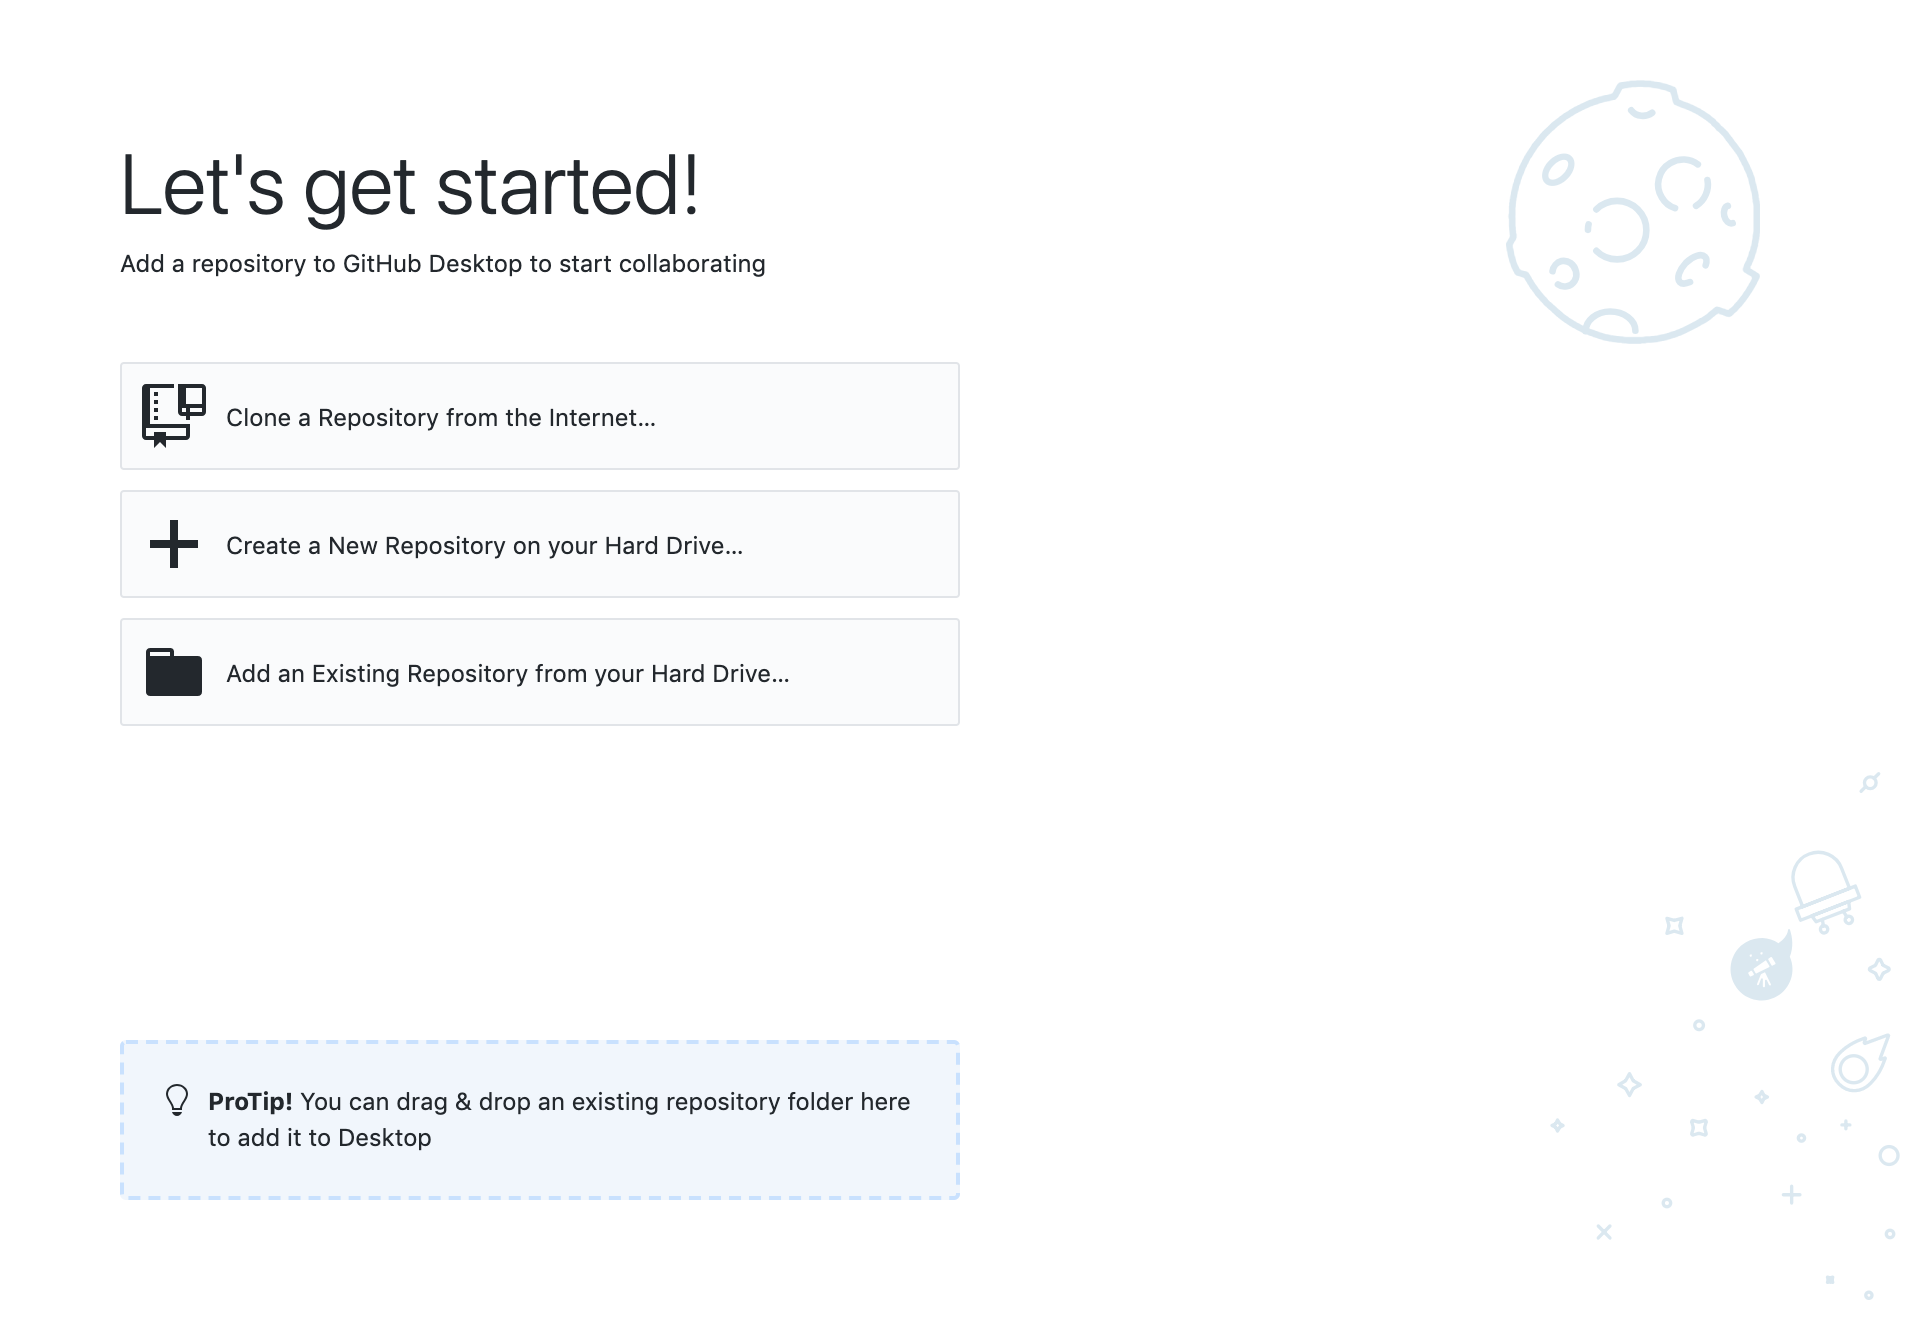 Let's get started!
Add a repository to GitHub Desktop to start collaborating
Clone a Repository from the Internet...
Create a New Repository on your Hard Drive...
Add an Existing Repository from your Hard Drive...
ProTip! You can drag & drop an existing repository folder here
to add it to Desktop